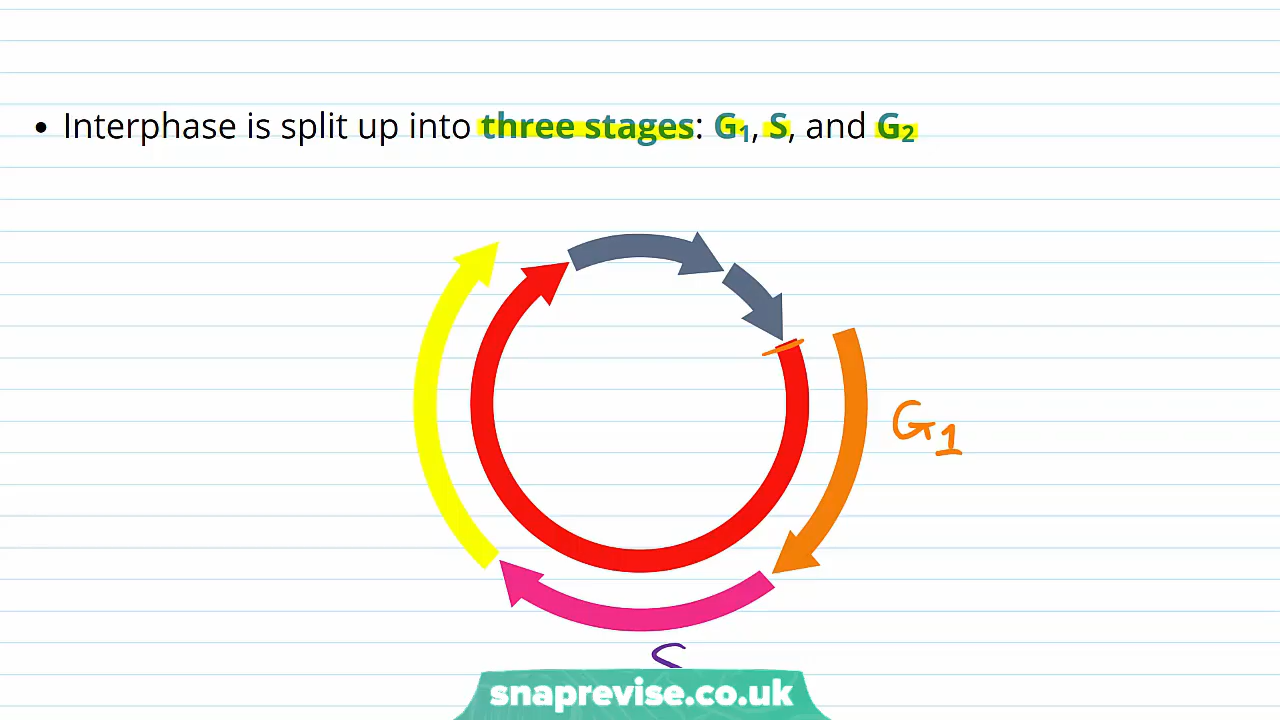 • Interphase is split up into three stages: G₁, S, and G₂
G₁
S
snaprevise.co.uk